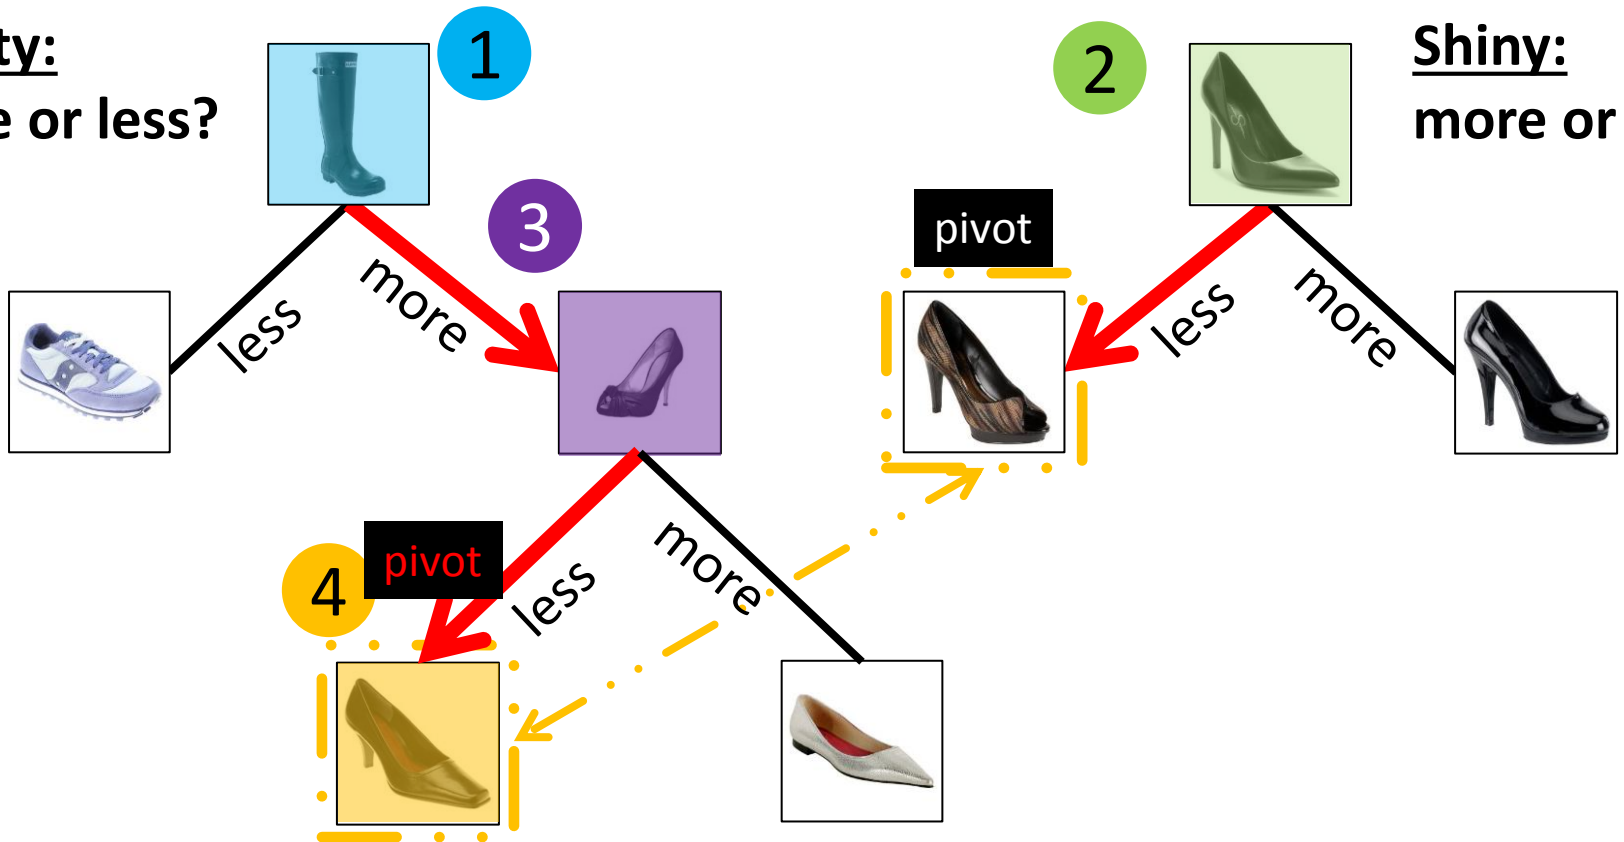 ty:
e or less?
1
2
Shiny:
more or
3
pivot
less
more
less
more
4
pivot
less
more